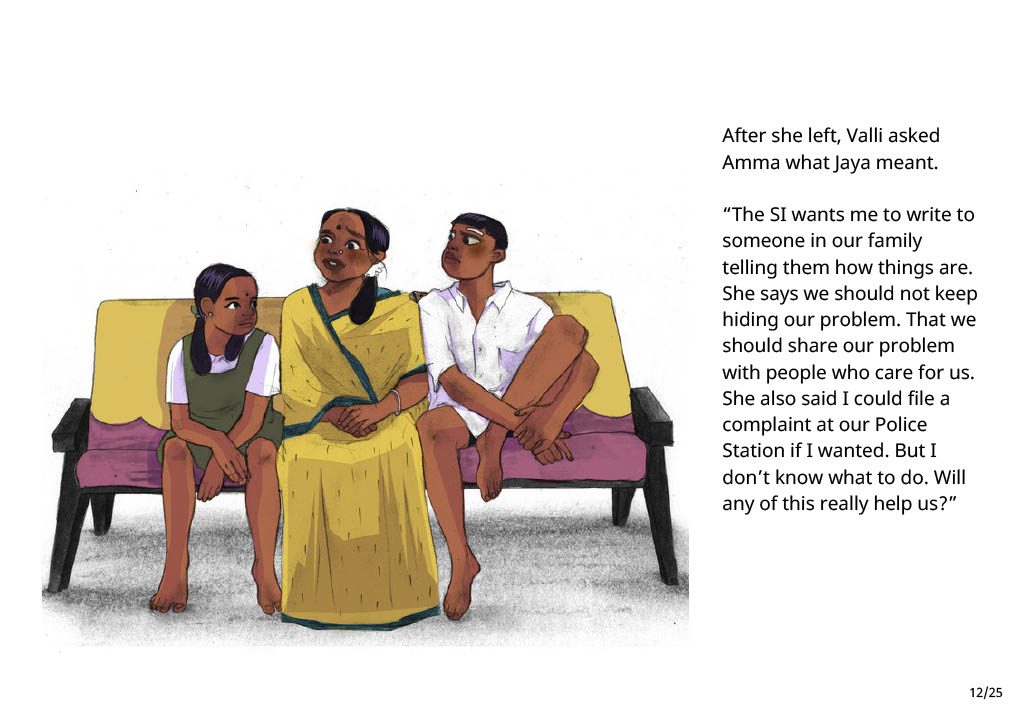 After she left, Valli asked
Amma what Jaya meant.
“The SI wants me to write to
someone in our family
telling them how things are.
She says we should not keep
hiding our problem. That we
should share our problem
with people who care for us.
She also said I could file a
complaint at our Police
Station if I wanted. But I
don’t know what to do. Will
any of this really help us?”
12/25